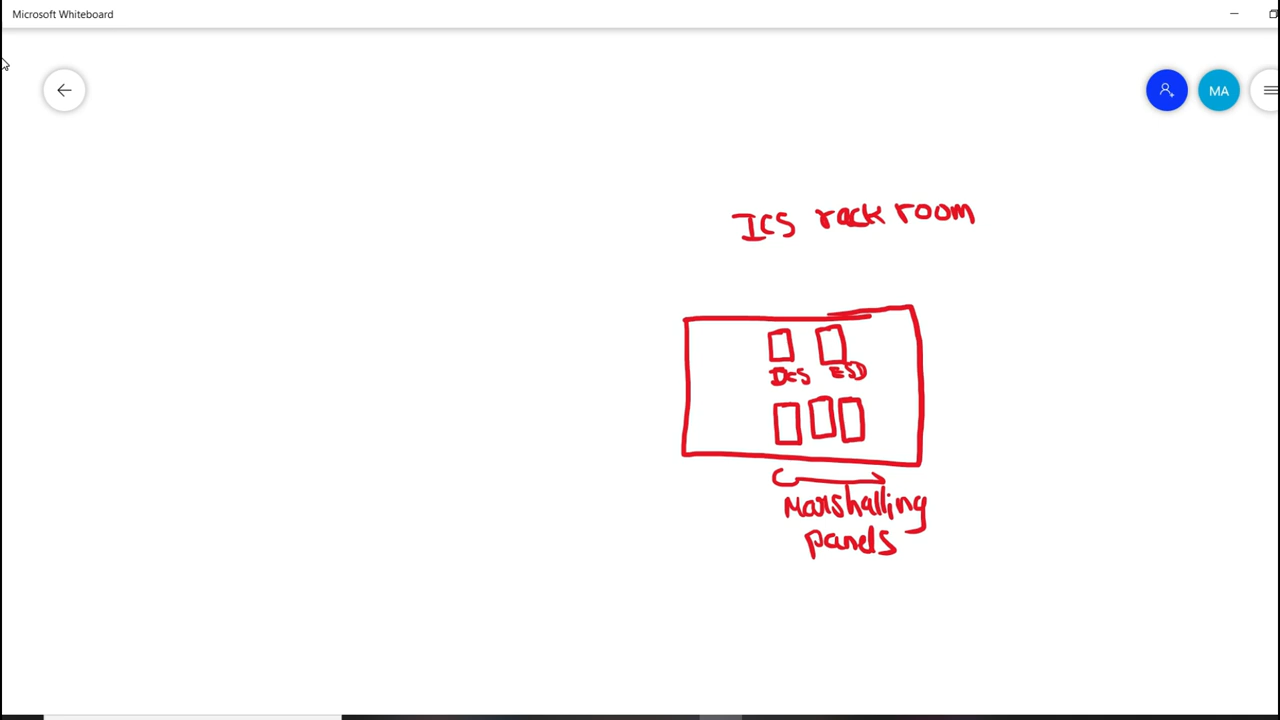 Microsoft Whiteboard
MA
ICS rack room
DCS ESD
Marshalling
panels